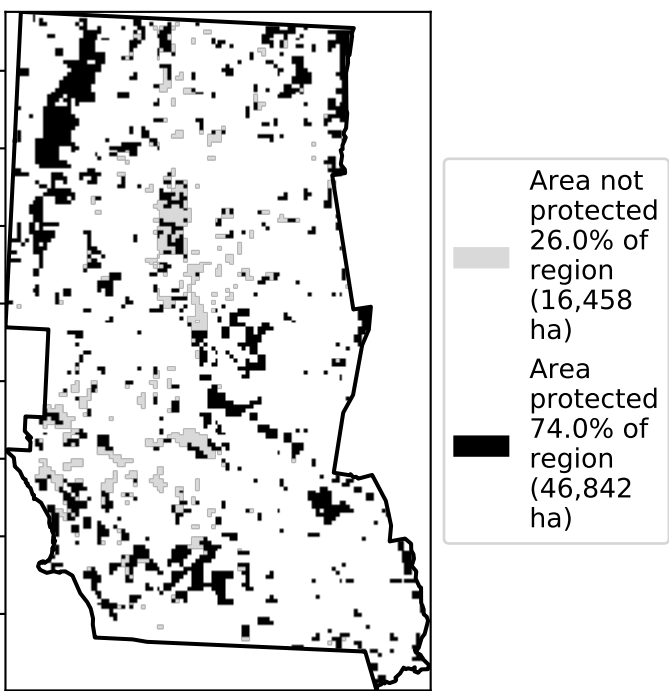 Area not
protected
26.0% of
region
(16,458
ha)
Area
protected
74.0% of
region
(46,842
ha)